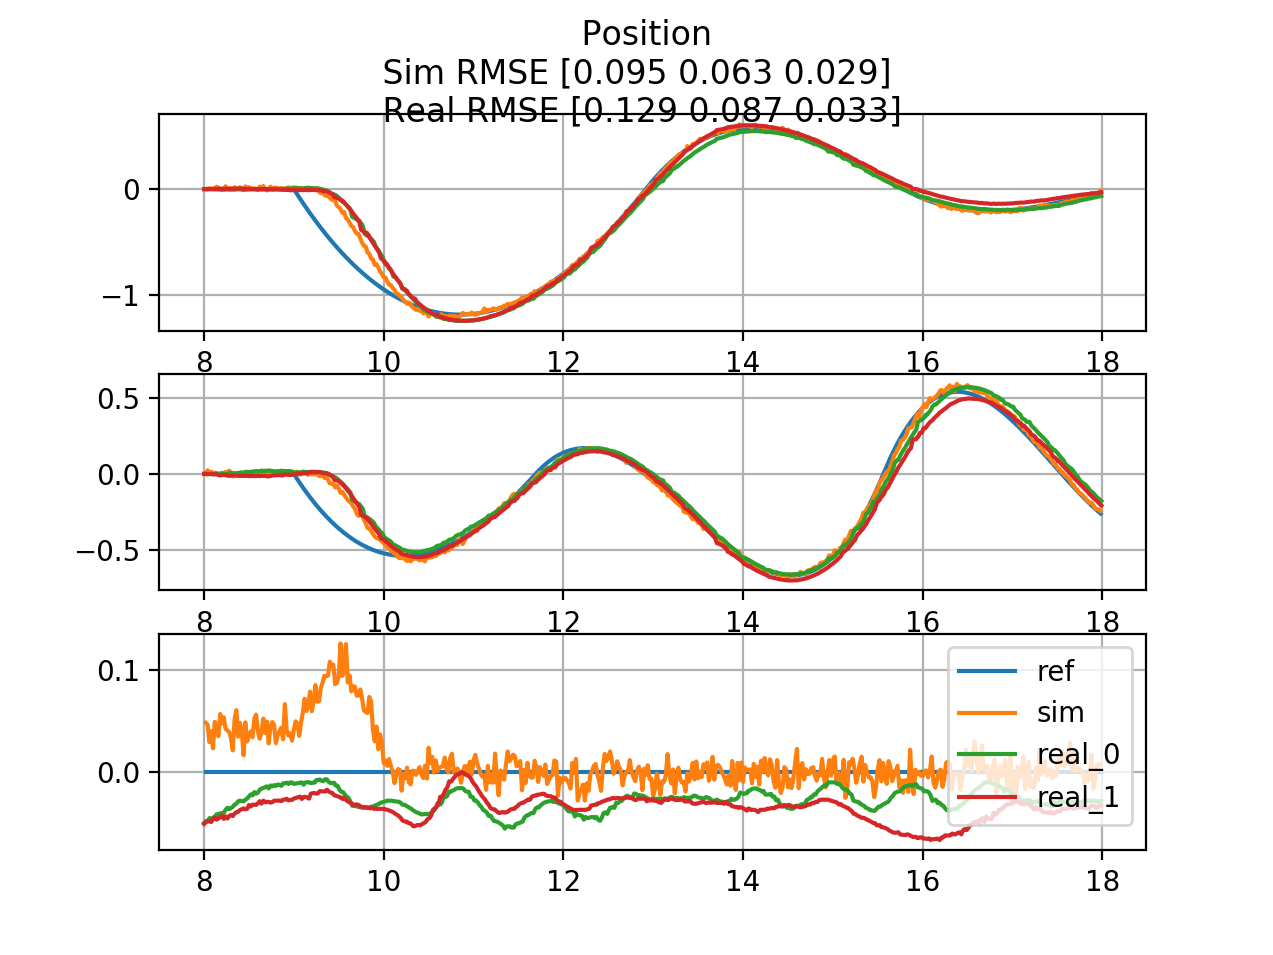 Position
Sim RMSE [0.095 0.063 0.029]
Real RMSE [0.129 0.087 0.033]
0
−1
8 10 12 14 16 18
0.5
0.0
−0.5
8 10 12 14 16 18
0.1
0.0
ref
sim
real_0
real_1
8 10 12 14 16 18